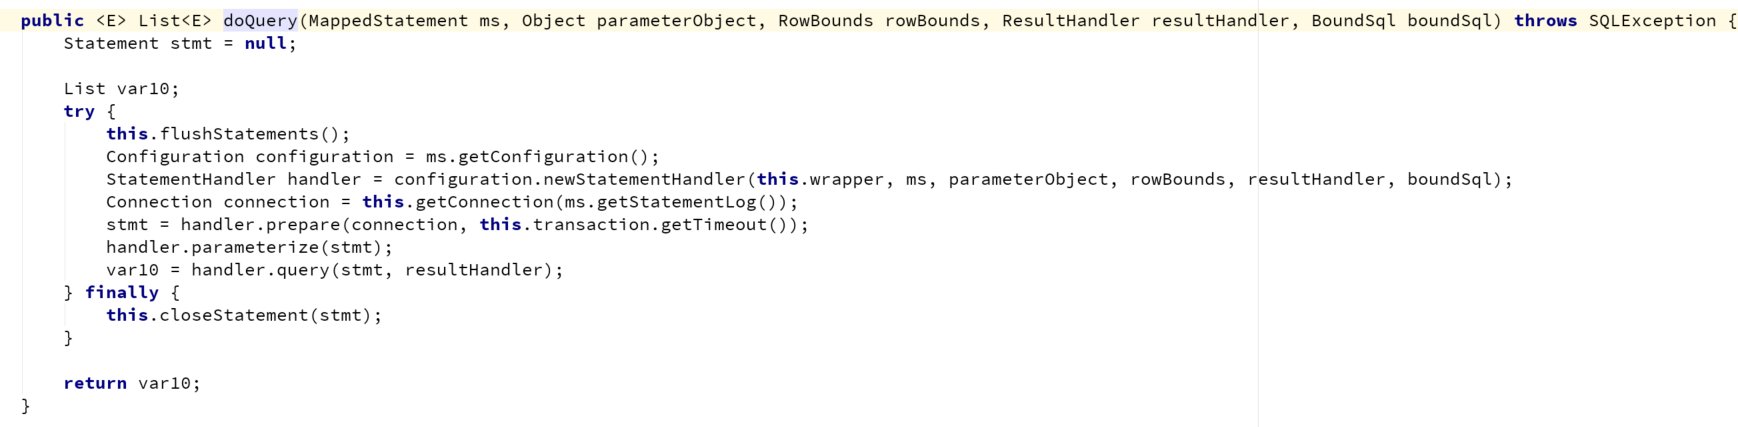 public <E> List<E> doQuery(MappedStatement ms, Object parameterObject, RowBounds rowBounds, ResultHandler resultHandler, BoundSql boundSql) throws SQLException {
    Statement stmt = null;

    List var10;
    try {
        this.flushStatements();
        Configuration configuration = ms.getConfiguration();
        StatementHandler handler = configuration.newStatementHandler(this.wrapper, ms, parameterObject, rowBounds, resultHandler, boundSql);
        Connection connection = this.getConnection(ms.getStatementLog());
        stmt = handler.prepare(connection, this.transaction.getTimeout());
        handler.parameterize(stmt);
        var10 = handler.query(stmt, resultHandler);
    } finally {
        this.closeStatement(stmt);
    }

    return var10;
}